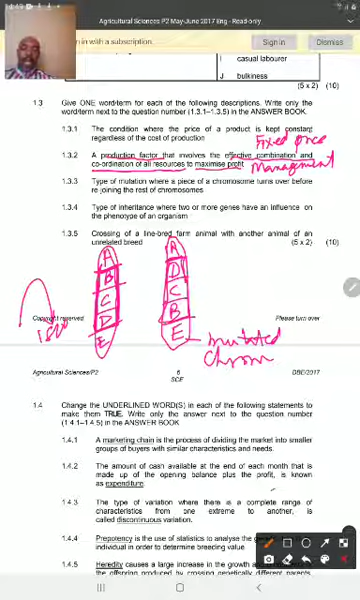 Agricultural Sciences P2 May-June 2017 Eng - Read-only
n in with a subscription.
Sign in
Dismiss
I casual labourer
J bulkiness
(5 x 2) (10)
1.3 Give ONE word/term for each of the following descriptions. Write only the
word/term next to the question number (1.3.1–1.3.5) in the ANSWER BOOK.
1.3.1 The condition where the price of a product is kept constant
regardless of the cost of production
Fixed price
1.3.2 A production factor that involves the effective combination and
co-ordination of all resources to maximise profit
Management
1.3.3 Type of mutation where a piece of a chromosome turns over before
re joining the rest of chromosomes
1.3.4 Type of inheritance where two or more genes have an influence on
the phenotype of an organism
1.3.5 Crossing of a line-bred farm animal with another animal of an
unrelated breed
(5 x 2) (10)
A
B
C
D
E
A
D
C
B
E
mutated
Chrom
180
Copyright reserved
Please turn over
Agricultural Sciences/P2
6
SCE
DBE/2017
1.4 Change the UNDERLINED WORD(S) in each of the following statements to
make them TRUE. Write only the answer next to the question number
(1.4.1–1.4.5) in the ANSWER BOOK
1.4.1 A marketing chain is the process of dividing the market into smaller
groups of buyers with similar characteristics and needs.
1.4.2 The amount of cash available at the end of each month that is
made up of the opening balance plus the profit, is known
as expenditure.
1.4.3 The type of variation where there is a complete range of
characteristics from one extreme to another, is
called discontinuous variation.
1.4.4 Prepotency is the use of statistics to analyse the
individual in order to determine breeding value
1.4.5 Heredity causes a large increase in the growth
the offspring produced by crossing genetically different parents